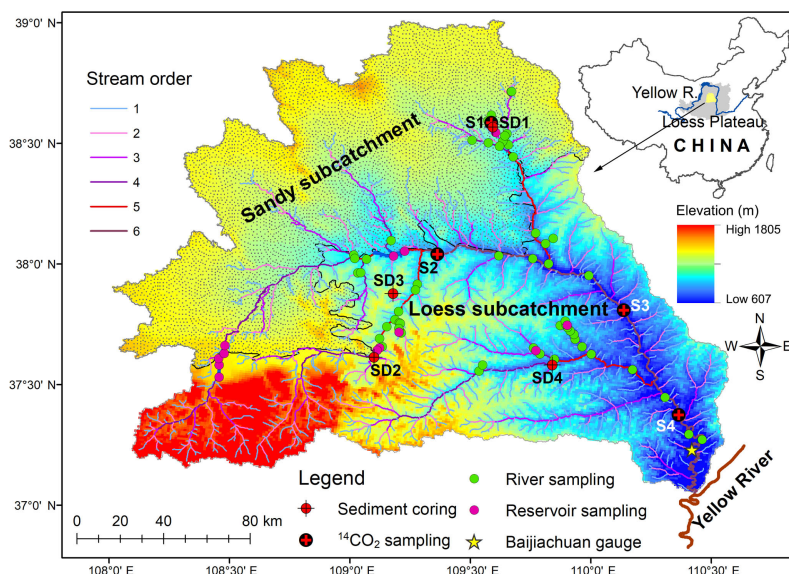 39°0' N
38°30' N
38°0' N
37°30' N
37°0' N
Stream order
1
2
3
4
5
6
Yellow R.
Loess Plateau
CHINA
Elevation (m)
High 1805
Low 607
N
W E
S
S1 SD1
Sandy subcatchment
S2
SD3
Loess subcatchment
S3
SD2
SD4
S4
Yellow River
Legend
Sediment coring
¹⁴CO₂ sampling
River sampling
Reservoir sampling
Baijiachuan gauge
0 20 40 80 km
108°0' E 108°30' E 109°0' E 109°30' E 110°0' E 110°30' E